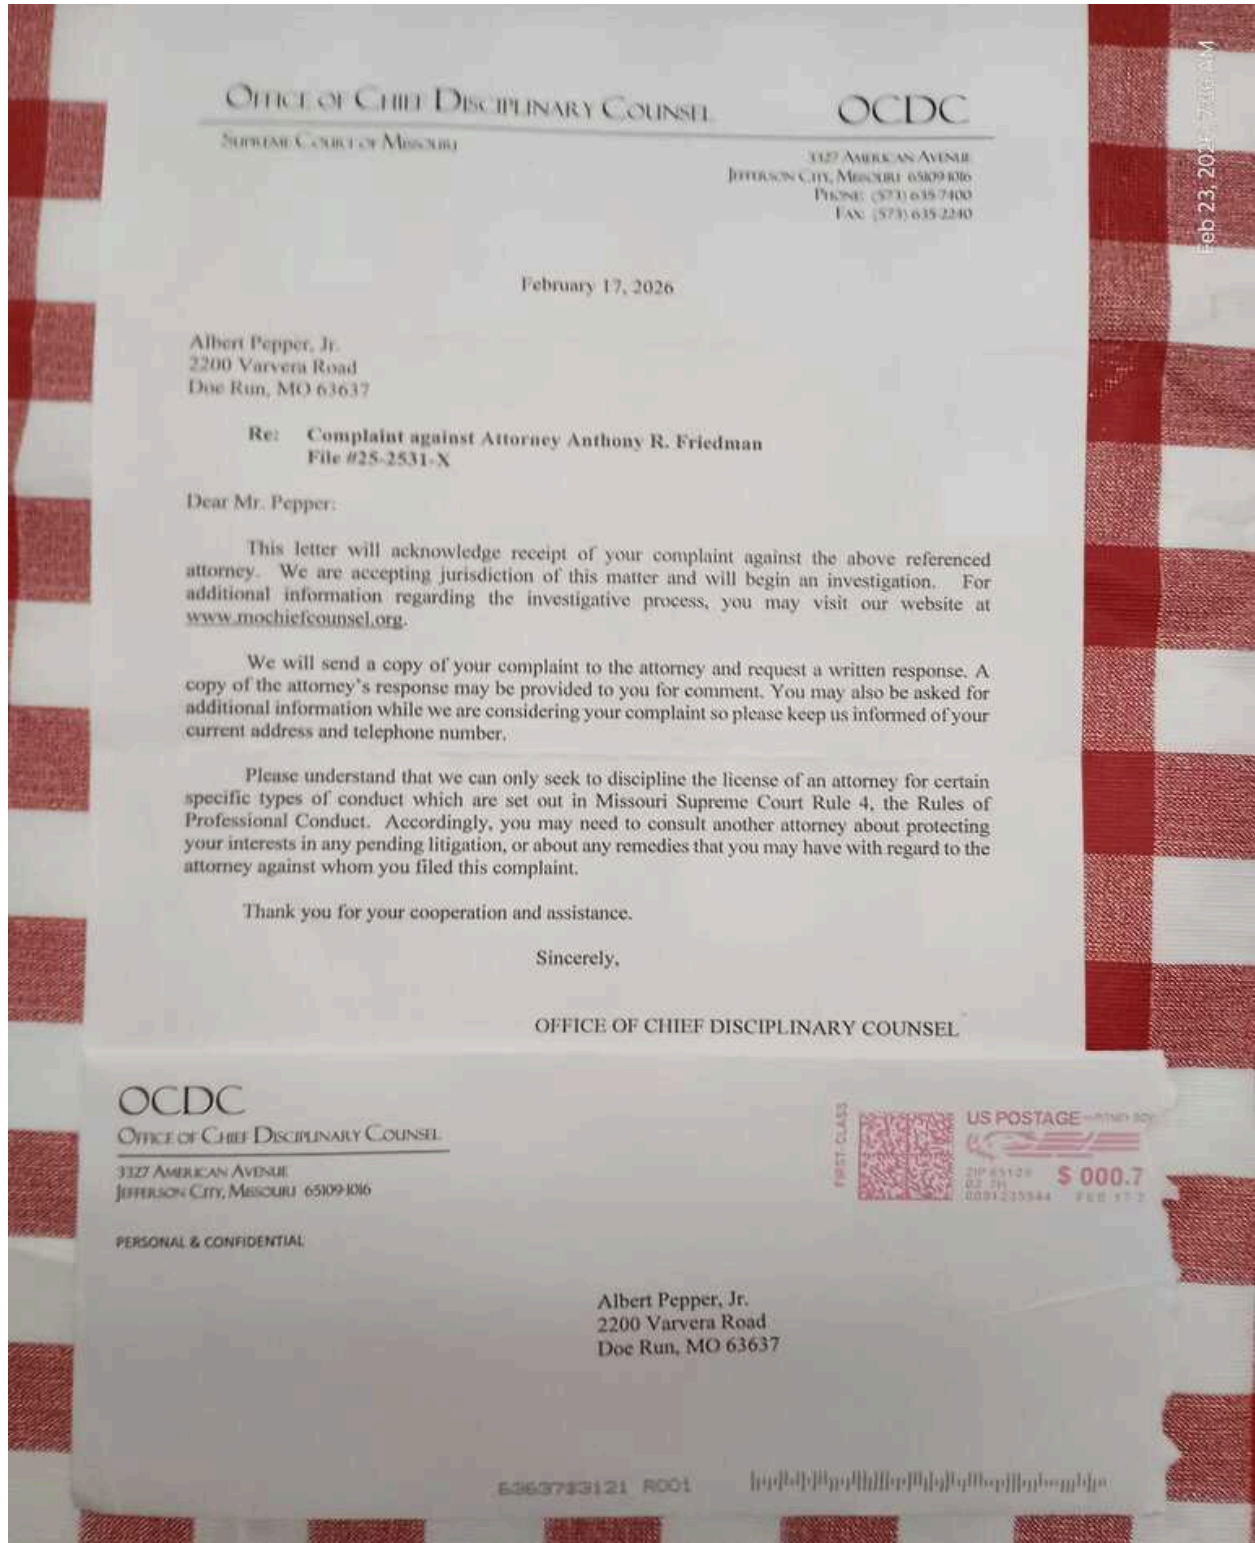 OFFICE OF CHIEF DISCIPLINARY COUNSEL
OCDC
SUPREME COURT OF MISSOURI
3327 AMERICAN AVENUE
JEFFERSON CITY, MISSOURI 65109-1016
PHONE: (573) 635-7400
FAX: (573) 635-2240
Feb 23, 202
AM
February 17, 2026
Albert Pepper, Jr.
2200 Varvera Road
Doe Run, MO 63637
Re: Complaint against Attorney Anthony R. Friedman
File #25-2531-X
Dear Mr. Pepper:
This letter will acknowledge receipt of your complaint against the above referenced
attorney. We are accepting jurisdiction of this matter and will begin an investigation. For
additional information regarding the investigative process, you may visit our website at
www.mochiefcounsel.org.
We will send a copy of your complaint to the attorney and request a written response. A
copy of the attorney's response may be provided to you for comment. You may also be asked for
additional information while we are considering your complaint so please keep us informed of your
current address and telephone number.
Please understand that we can only seek to discipline the license of an attorney for certain
specific types of conduct which are set out in Missouri Supreme Court Rule 4, the Rules of
Professional Conduct. Accordingly, you may need to consult another attorney about protecting
your interests in any pending litigation, or about any remedies that you may have with regard to the
attorney against whom you filed this complaint.
Thank you for your cooperation and assistance.
Sincerely,
OFFICE OF CHIEF DISCIPLINARY COUNSEL
OCDC
OFFICE OF CHIEF DISCIPLINARY COUNSEL
3327 AMERICAN AVENUE
JEFFERSON CITY, MISSOURI 65109-1016
PERSONAL & CONFIDENTIAL
FIRST-CLASS
US POSTAGE
$ 000.7
FEB 17
Albert Pepper, Jr.
2200 Varvera Road
Doe Run, MO 63637
6363783121 R001